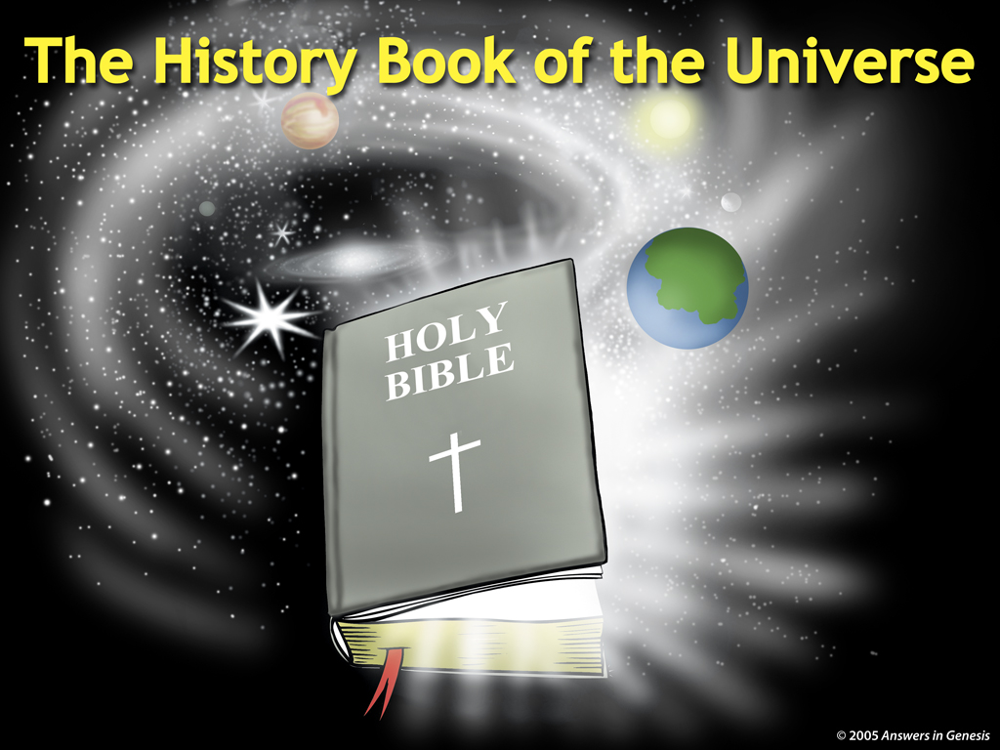 The History Book of the Universe
HOLY
BIBLE
© 2005 Answers in Genesis